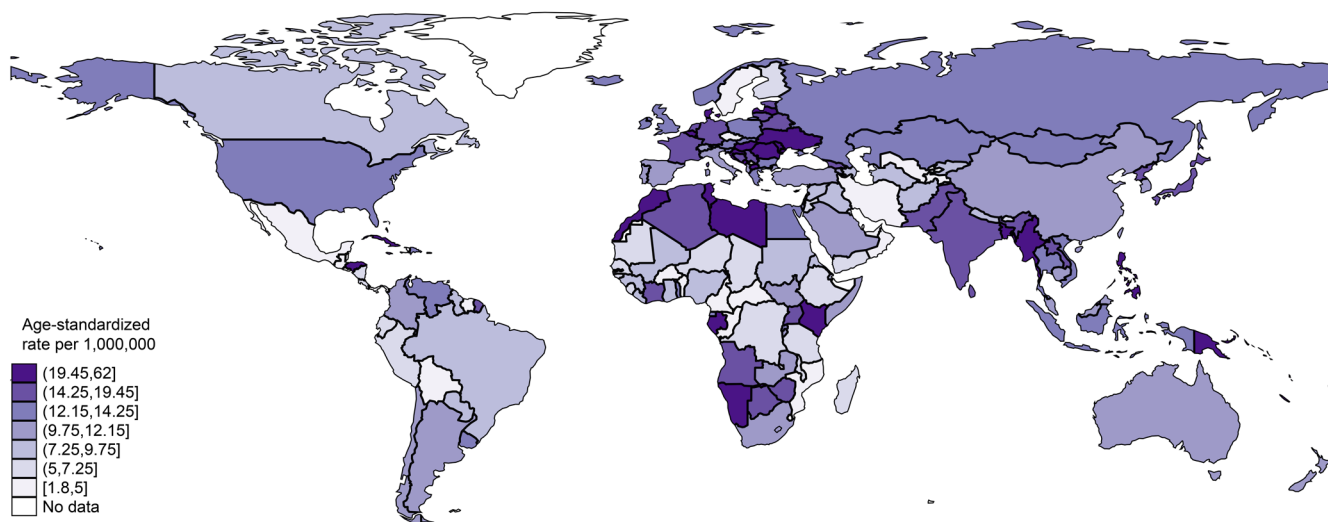 Age-standardized
rate per 1,000,000
(19.45,62]
(14.25,19.45]
(12.15,14.25]
(9.75,12.15]
(7.25,9.75]
(5,7.25]
[1.8,5]
No data